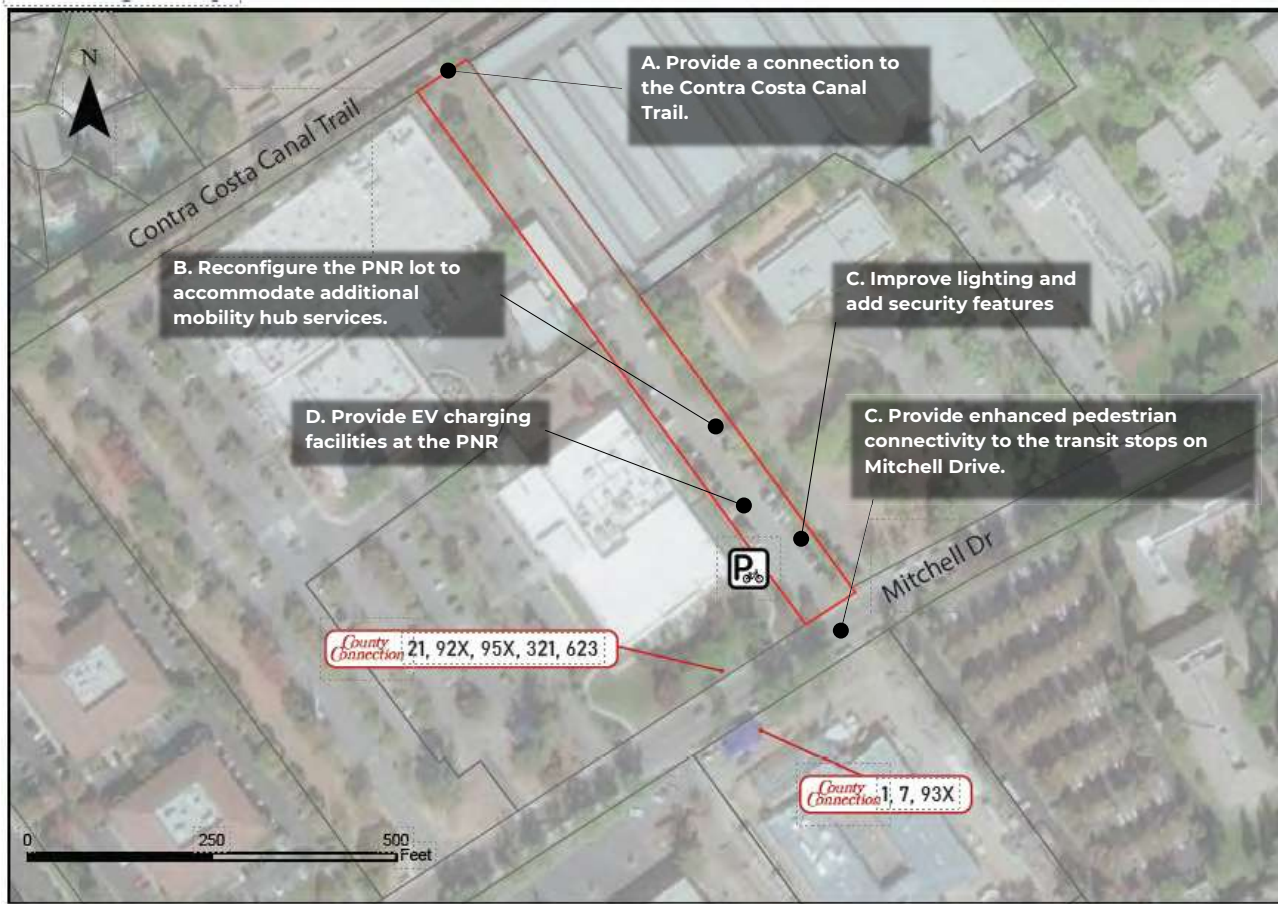 N
A. Provide a connection to
the Contra Costa Canal
Trail.
Contra Costa Canal Trail
B. Reconfigure the PNR lot to
accommodate additional
mobility hub services.
C. Improve lighting and
add security features
D. Provide EV charging
facilities at the PNR
C. Provide enhanced pedestrian
connectivity to the transit stops on
Mitchell Drive.
P
Mitchell Dr
County
Connection 21, 92X, 95X, 321, 623
County
Connection 1, 7, 93X
0 250 500
Feet